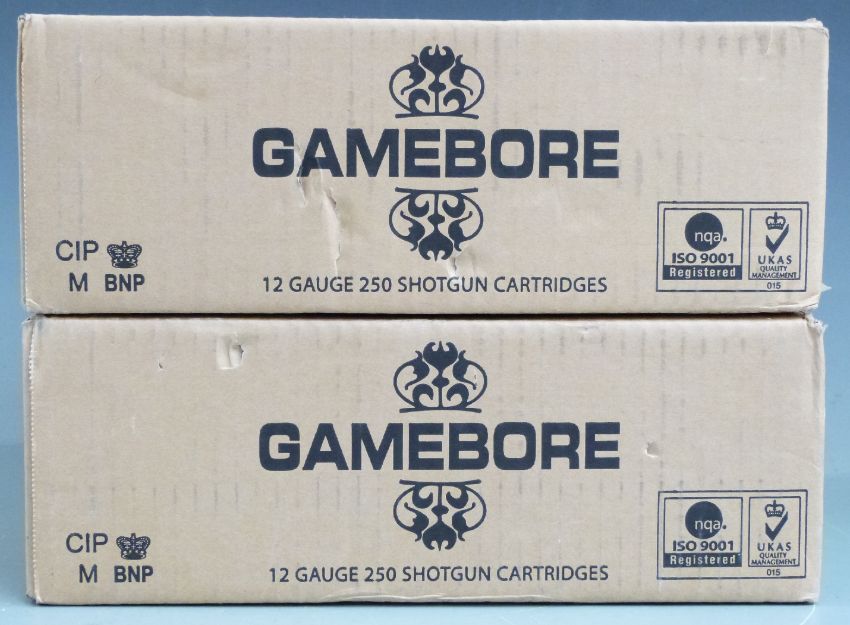 GAMEBORE
CIP
M BNP
12 GAUGE 250 SHOTGUN CARTRIDGES
nqa.
ISO 9001
Registered
UKAS
QUALITY
MANAGEMENT
015
GAMEBORE
CIP
M BNP
12 GAUGE 250 SHOTGUN CARTRIDGES
nqa.
ISO 9001
Registered
UKAS
QUALITY
MANAGEMENT
015